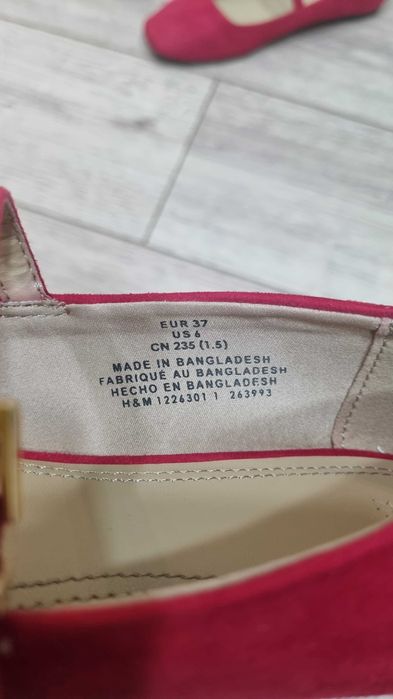 EUR 37
US 6
CN 235 (1.5)
MADE IN BANGLADESH
FABRIQUÉ AU BANGLADESH
HECHO EN BANGLADESH
H&M 1226301 | 263993